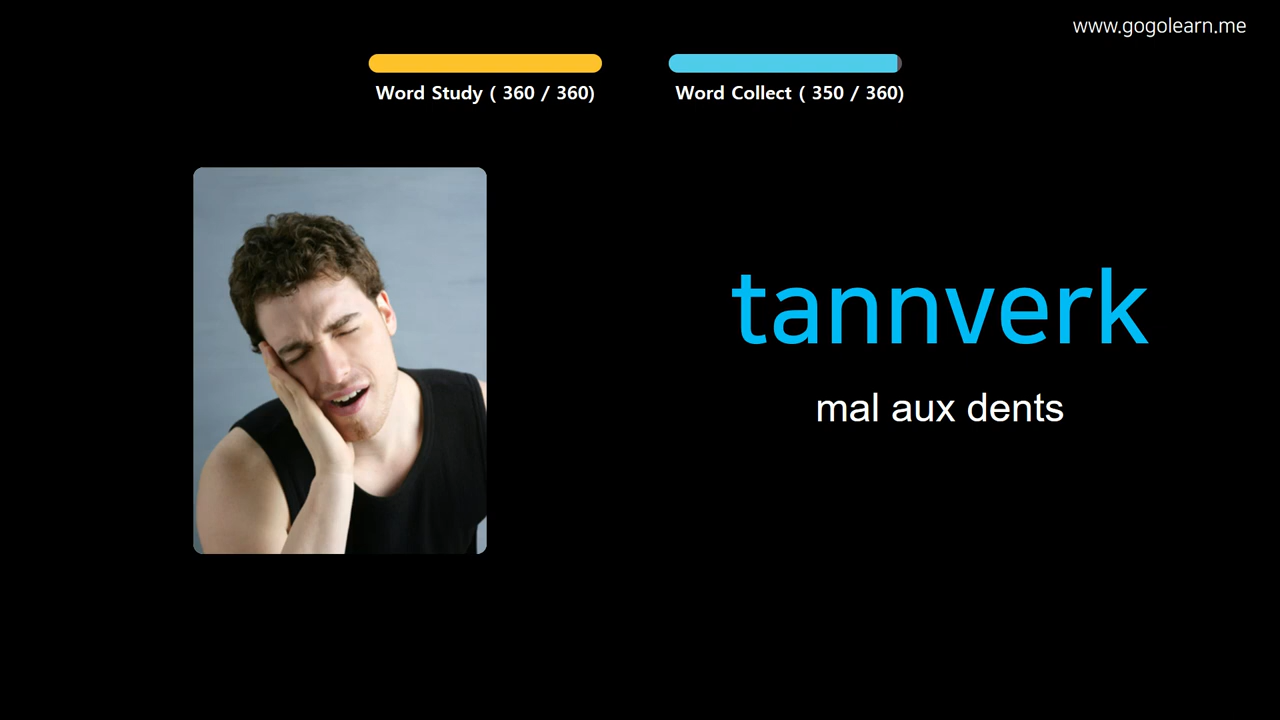 www.gogolearn.me
Word Study ( 360 / 360)
Word Collect ( 350 / 360)
tannverk
mal aux dents